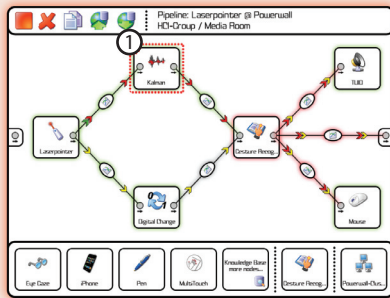 Pipeline: Laserpointer @ Powerwall
HCI-Group / Media Room
1
Kalman
TUIO
Laserpointer
Gesture Recog...
Digital Change
Mouse
Eye Gaze
iPhone
Pen
MultiTouch
Knowledge Base
more nodes...
Gesture Recog...
Powerwall-Clus...